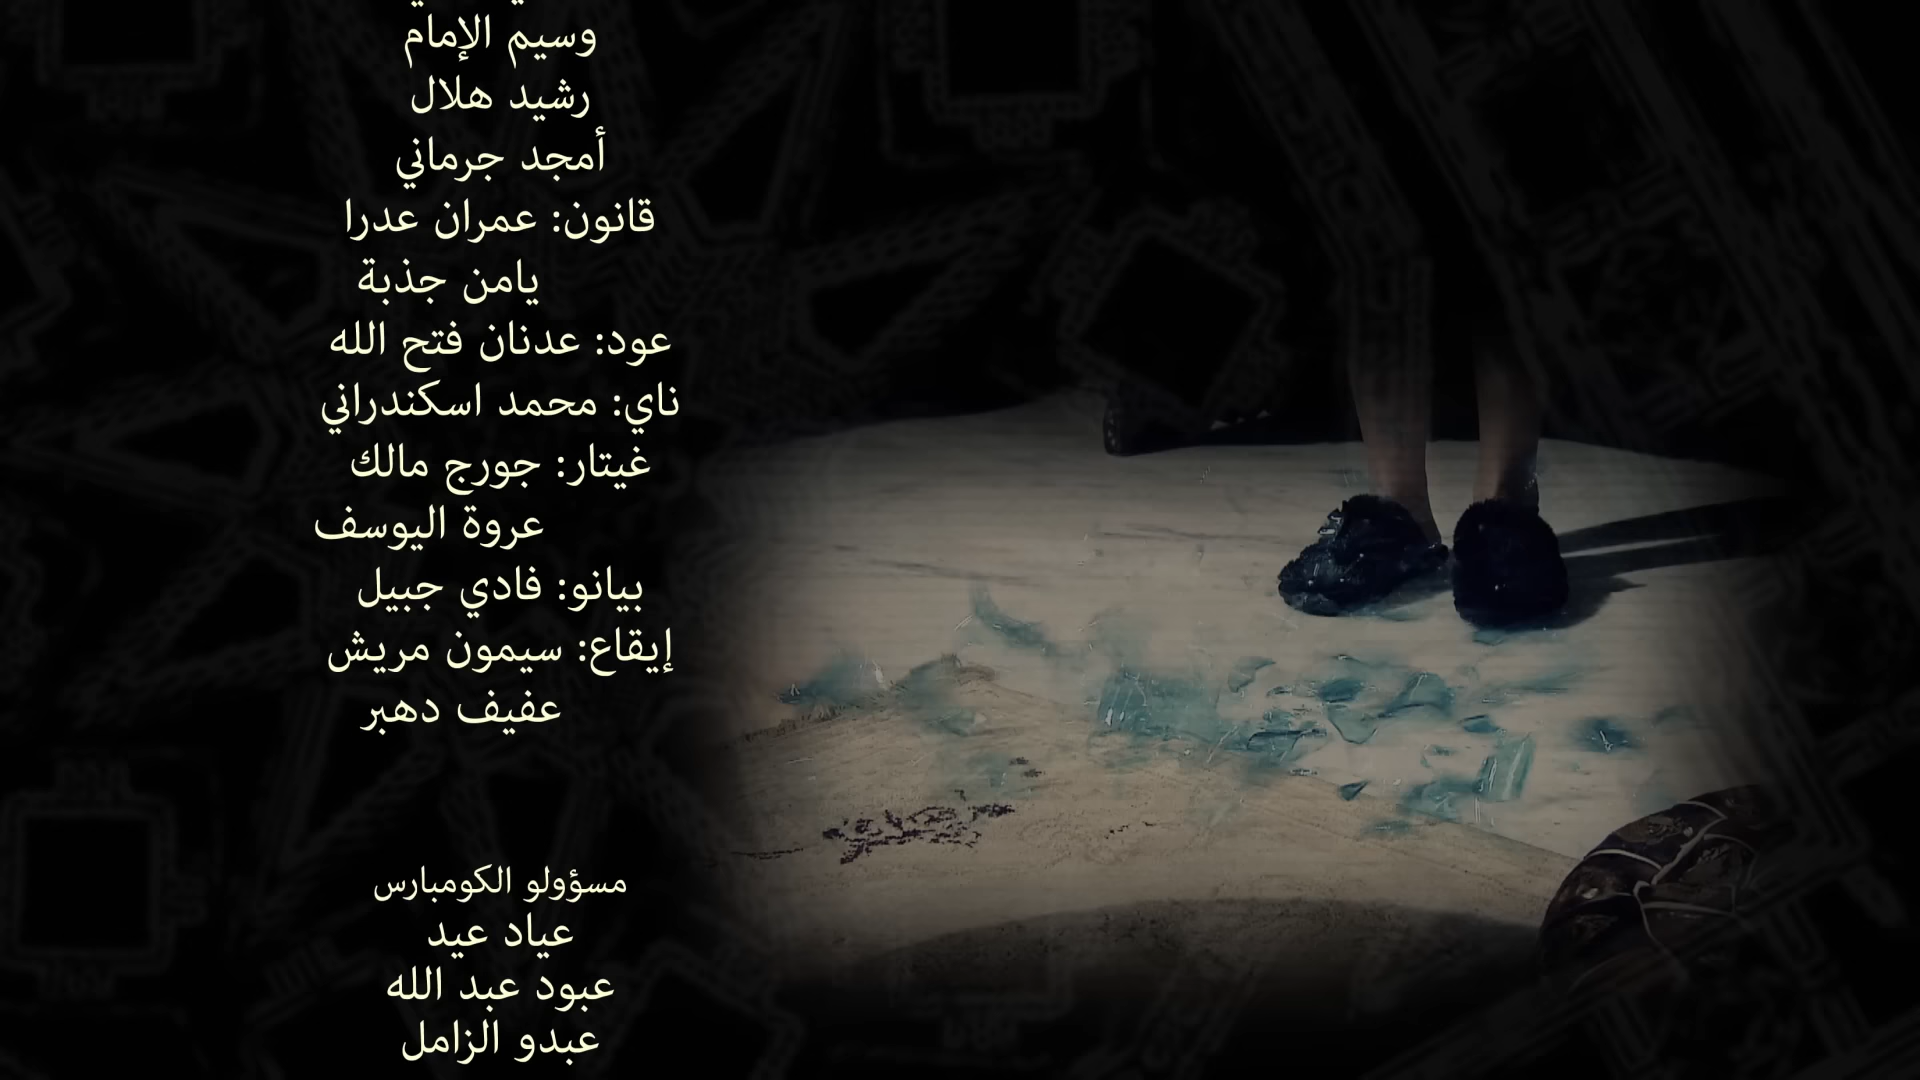 وسيم الإمام
رشيد هلال
أمجد جرماني
قانون: عمران عدرا
يامن جذبة
عود: عدنان فتح الله
ناي: محمد اسكندراني
غيتار: جورج مالك
عروة اليوسف
بيانو: فادي جبيل
إيقاع: سيمون مريش
عفيف دهبر
مسؤولو الكومبارس
عياد عيد
عبود عبد الله
عبدو الزامل